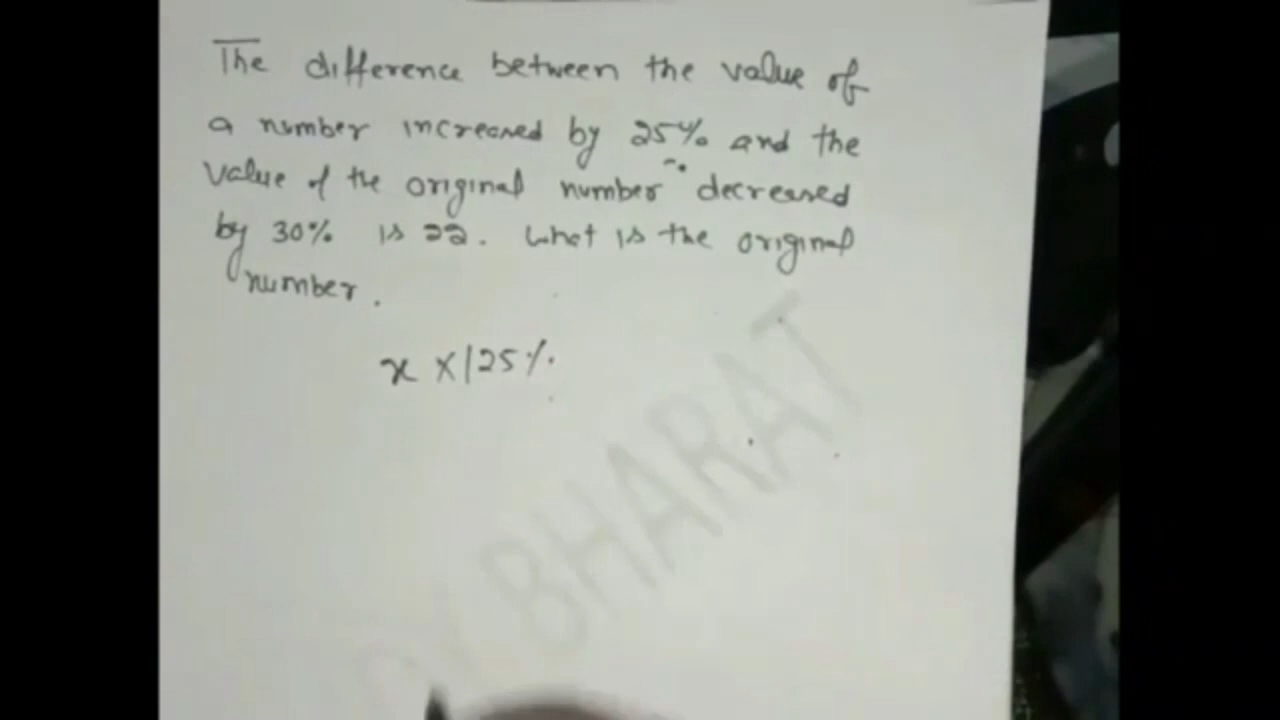 The difference between the value of
a number increased by 25% and the
value of the original number decreased
by 30% is 22. What is the original
number.
x X125%
BHARAT